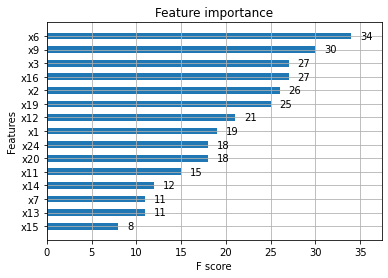 Feature importance
Features
x6 34
x9 30
x3 27
x16 27
x2 26
x19 25
x12 21
x1 19
x24 18
x20 18
x11 15
x14 12
x7 11
x13 11
x15 8
0 5 10 15 20 25 30 35
F score